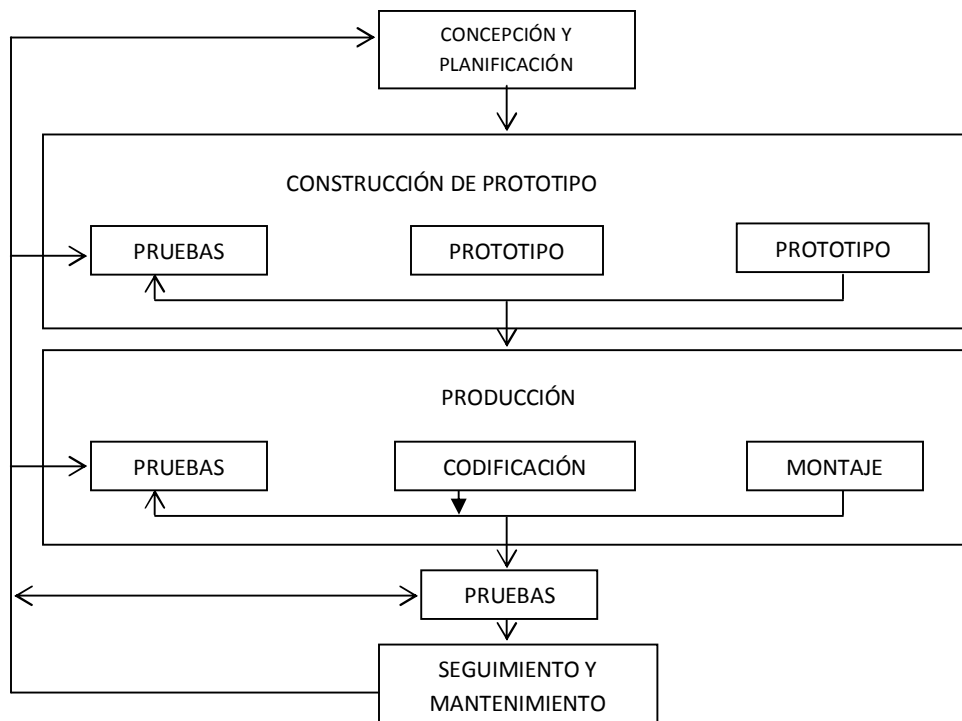 CONCEPCIÓN Y
PLANIFICACIÓN
CONSTRUCCIÓN DE PROTOTIPO
PRUEBAS
PROTOTIPO
PROTOTIPO
PRODUCCIÓN
PRUEBAS
CODIFICACIÓN
MONTAJE
PRUEBAS
SEGUIMIENTO Y
MANTENIMIENTO